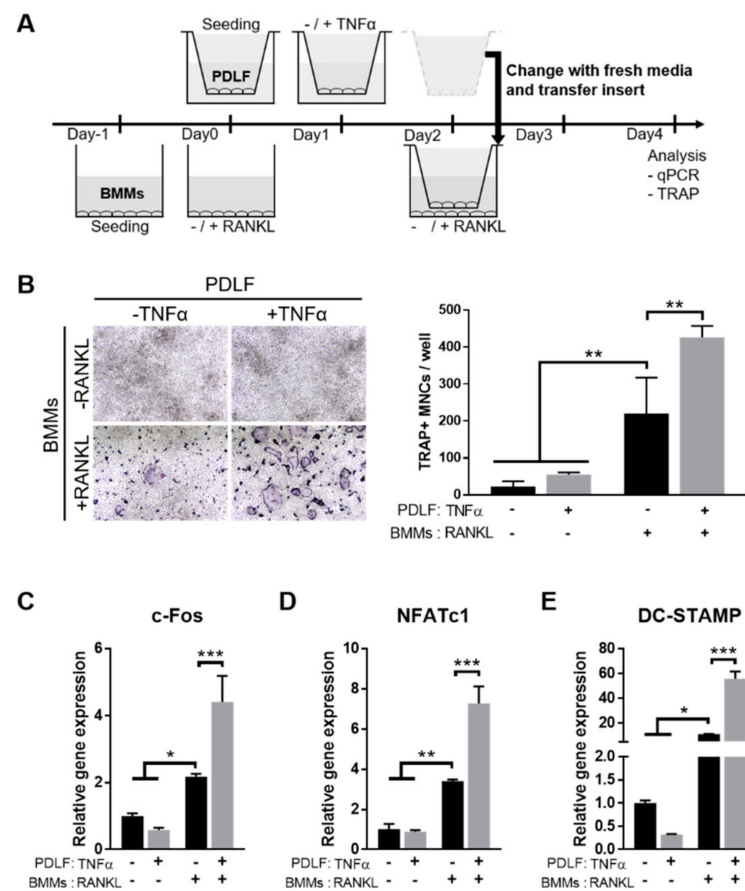 A
Seeding
- / + TNFα
PDLF
Change with fresh media
and transfer insert
Day-1
Day0
Day1
Day2
Day3
Day4
BMMs
Seeding
- / + RANKL
- / + RANKL
Analysis
- qPCR
- TRAP
B
PDLF
-TNFα
+TNFα
BMMs
-RANKL
+RANKL
TRAP+ MNCs / well
500
400
300
200
100
0
**
**
PDLF: TNFα - + - +
BMMs : RANKL - - + +
C
c-Fos
Relative gene expression
6
4
2
0
*
***
PDLF: TNFα - + - +
BMMs: RANKL - - + +
D
NFATc1
Relative gene expression
10
8
6
4
2
0
**
***
PDLF: TNFα - + - +
BMMs: RANKL - - + +
E
DC-STAMP
Relative gene expression
80
60
40
20
2.0
1.5
1.0
0.5
0.0
*
***
PDLF: TNFα - + - +
BMMs: RANKL - - + +